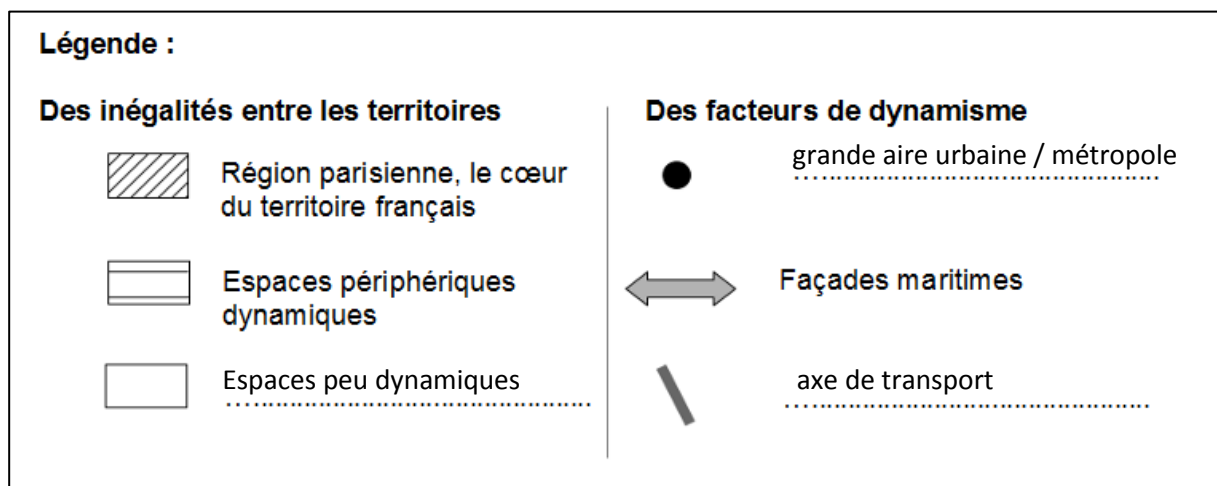 Légende :
Des inégalités entre les territoires
Région parisienne, le cœur
du territoire français
Espaces périphériques
dynamiques
Espaces peu dynamiques
Des facteurs de dynamisme
grande aire urbaine / métropole
Façades maritimes
axe de transport